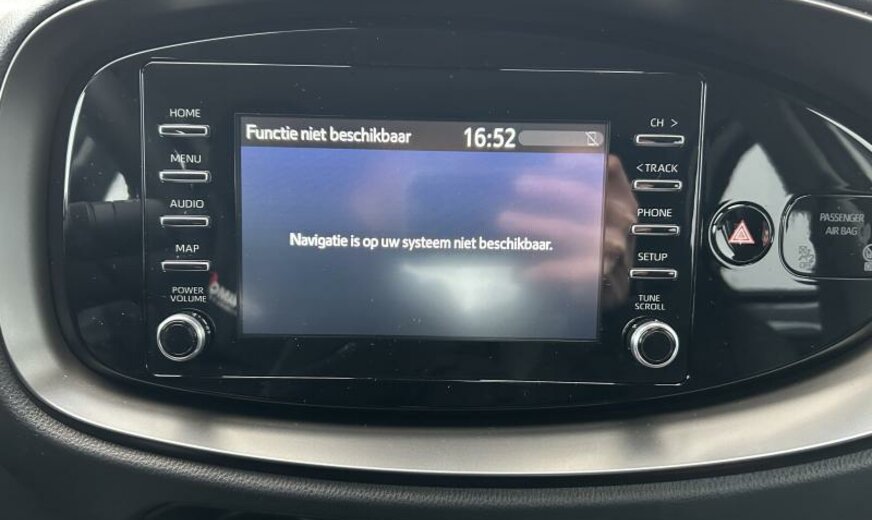 HOME
MENU
AUDIO
MAP
POWER
VOLUME
Functie niet beschikbaar 16:52
Navigatie is op uw systeem niet beschikbaar.
CH >
< TRACK
PHONE
SETUP
TUNE
SCROLL
PASSENGER
AIR BAG